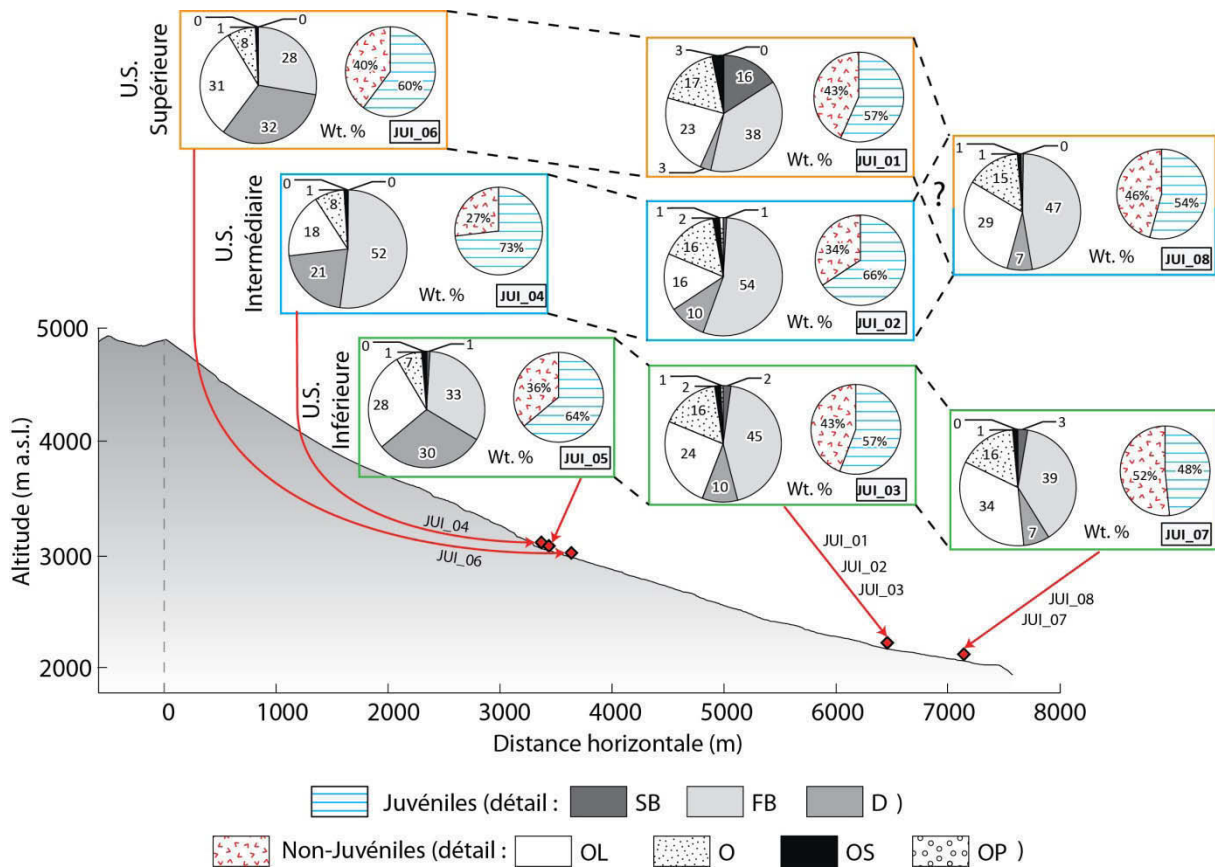 U.S.
Supérieure
0
0
1
8
28
31
32
40%
60%
Wt. %
JUI_06
3
0
17
16
23
38
3
43%
57%
Wt. %
JUI_01
U.S.
Intermédiaire
0
0
1
8
18
52
21
27%
73%
Wt. %
JUI_04
1
1
2
16
16
54
10
34%
66%
Wt. %
JUI_02
?
1
0
1
15
47
29
7
46%
54%
Wt. %
JUI_08
U.S.
Inférieure
0
1
1
7
33
28
30
36%
64%
Wt. %
JUI_05
1
2
2
16
45
24
10
43%
57%
Wt. %
JUI_03
0
3
1
16
39
34
7
52%
48%
Wt. %
JUI_07
Altitude (m a.s.l.)
5000
4000
3000
2000
JUI_04
JUI_06
JUI_01
JUI_02
JUI_03
JUI_08
JUI_07
0 1000 2000 3000 4000 5000 6000 7000 8000
Distance horizontale (m)
Juvéniles (détail : SB FB D )
Non-Juvéniles (détail : OL O OS OP )